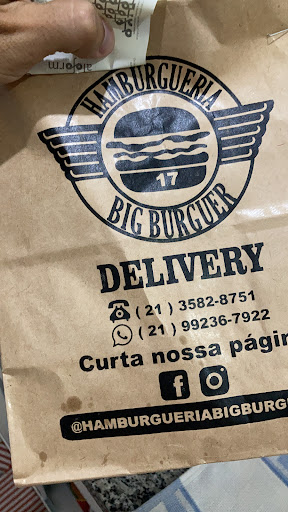 HAMBURGUERIA
17
BIG BURGUER
DELIVERY
( 21 ) 3582-8751
( 21 ) 99236-7922
Curta nossa págin
@HAMBURGUERIABIGBURG